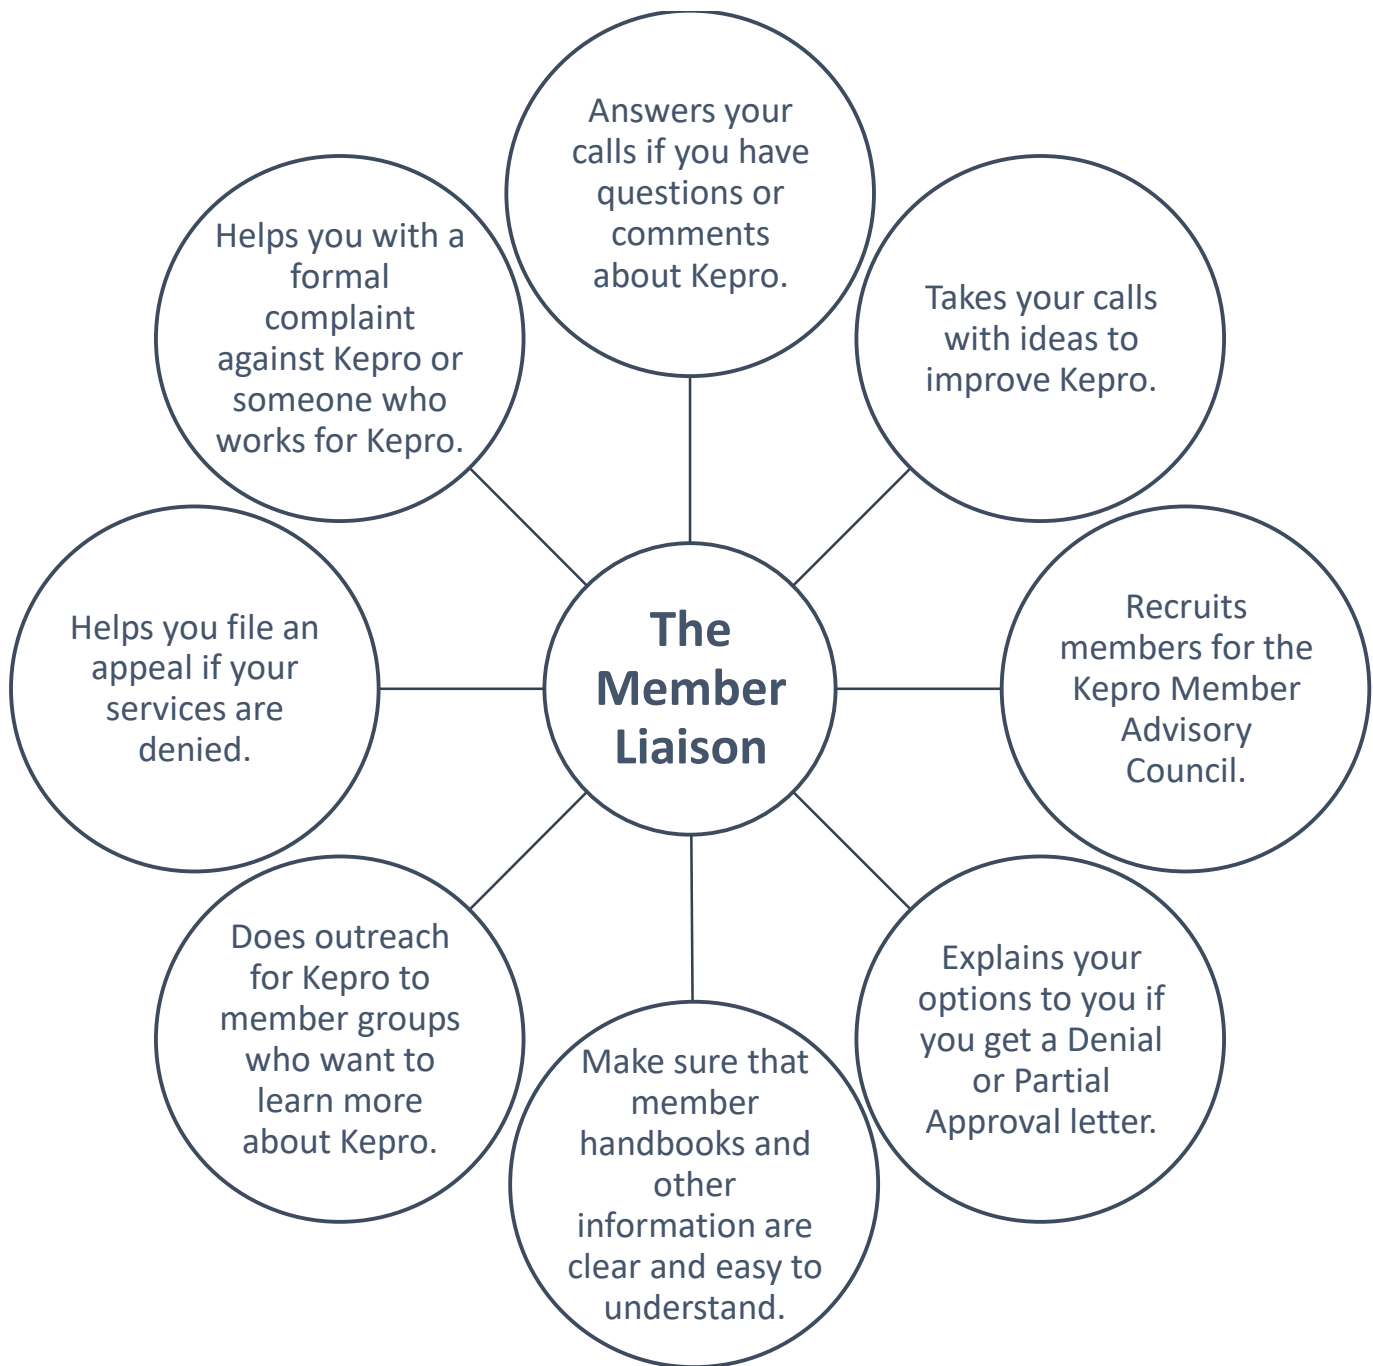 Answers your
calls if you have
questions or
comments
about Kepro.
Takes your calls
with ideas to
improve Kepro.
Recruits
members for the
Kepro Member
Advisory
Council.
Explains your
options to you if
you get a Denial
or Partial
Approval letter.
Make sure that
member
handbooks and
other
information are
clear and easy to
understand.
Does outreach
for Kepro to
member groups
who want to
learn more
about Kepro.
Helps you file an
appeal if your
services are
denied.
Helps you with a
formal
complaint
against Kepro or
someone who
works for Kepro.
The
Member
Liaison